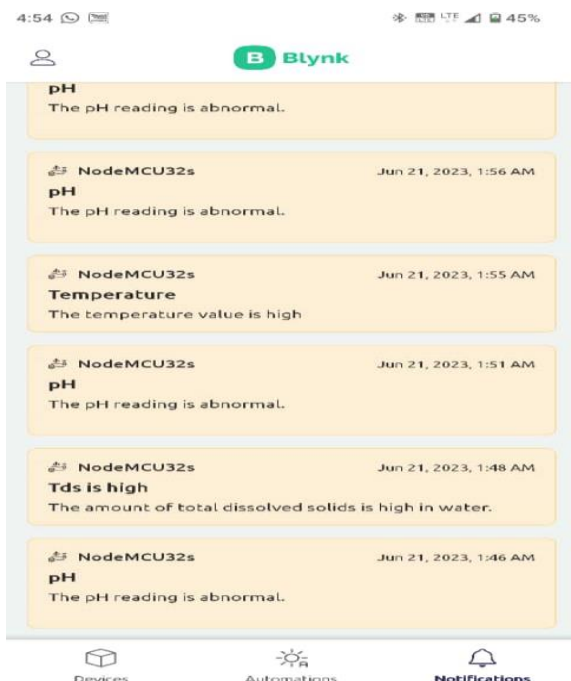 4:54 LTE 45%
B Blynk
pH
The pH reading is abnormal.
NodeMCU32s Jun 21, 2023, 1:56 AM
pH
The pH reading is abnormal.
NodeMCU32s Jun 21, 2023, 1:55 AM
Temperature
The temperature value is high
NodeMCU32s Jun 21, 2023, 1:51 AM
pH
The pH reading is abnormal.
NodeMCU32s Jun 21, 2023, 1:48 AM
Tds is high
The amount of total dissolved solids is high in water.
NodeMCU32s Jun 21, 2023, 1:46 AM
pH
The pH reading is abnormal.
Devices Automations Notifications